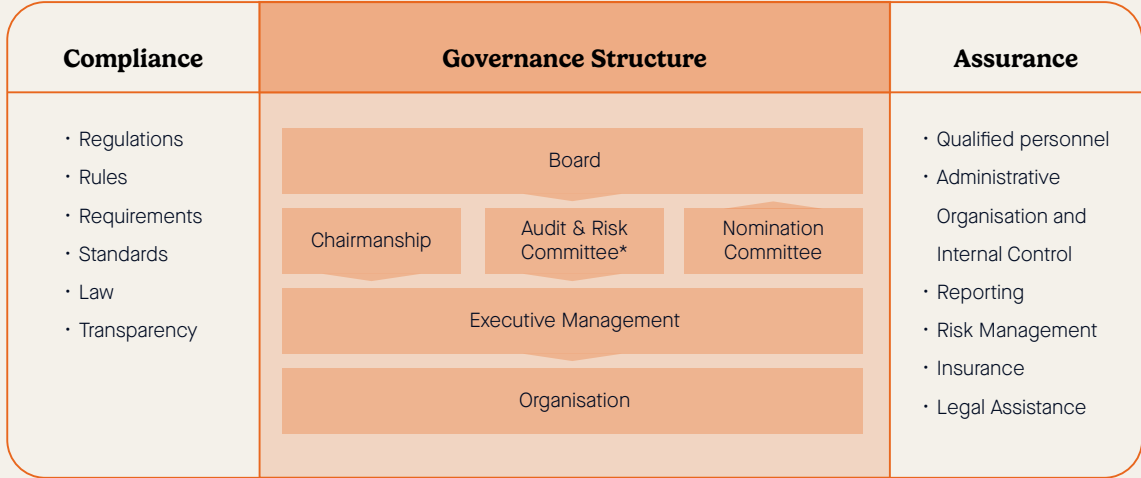 Compliance
Governance Structure
Assurance
· Regulations
· Rules
· Requirements
· Standards
· Law
· Transparency
Board
Chairmanship
Audit & Risk
Committee*
Nomination
Committee
Executive Management
Organisation
· Qualified personnel
· Administrative
Organisation and
Internal Control
· Reporting
· Risk Management
· Insurance
· Legal Assistance